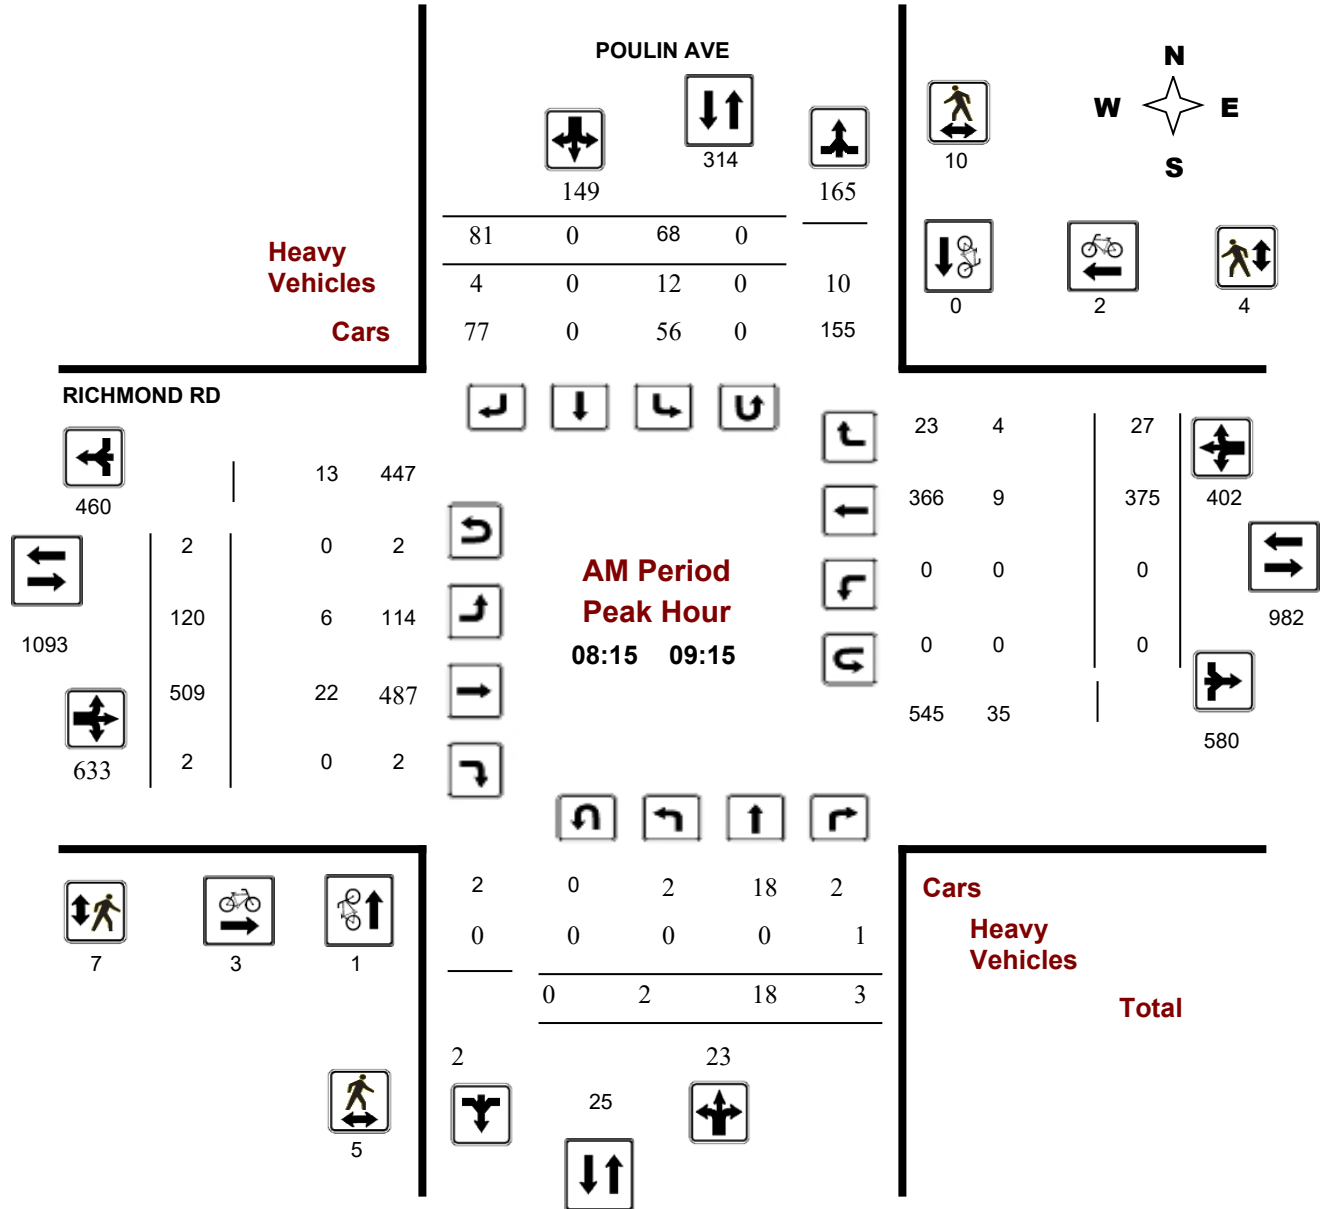 POULIN AVE
N
W E
S
314
10
149 165
81 0 68 0
Heavy
Vehicles 4 0 12 0 10
Cars 77 0 56 0 155
0 2 4
RICHMOND RD
23 4 27
13 447
460
366 9 375 402
2 0 2
AM Period
0 0 0
Peak Hour
120 6 114
982
1093
08:15 09:15
0 0 0
509 22 487
545 35
580
633 2 0 2
2 0 2 18 2
Cars
0 0 0 0 1
Heavy
Vehicles
7 3 1
0 2 18 3
Total
2 23
25
5